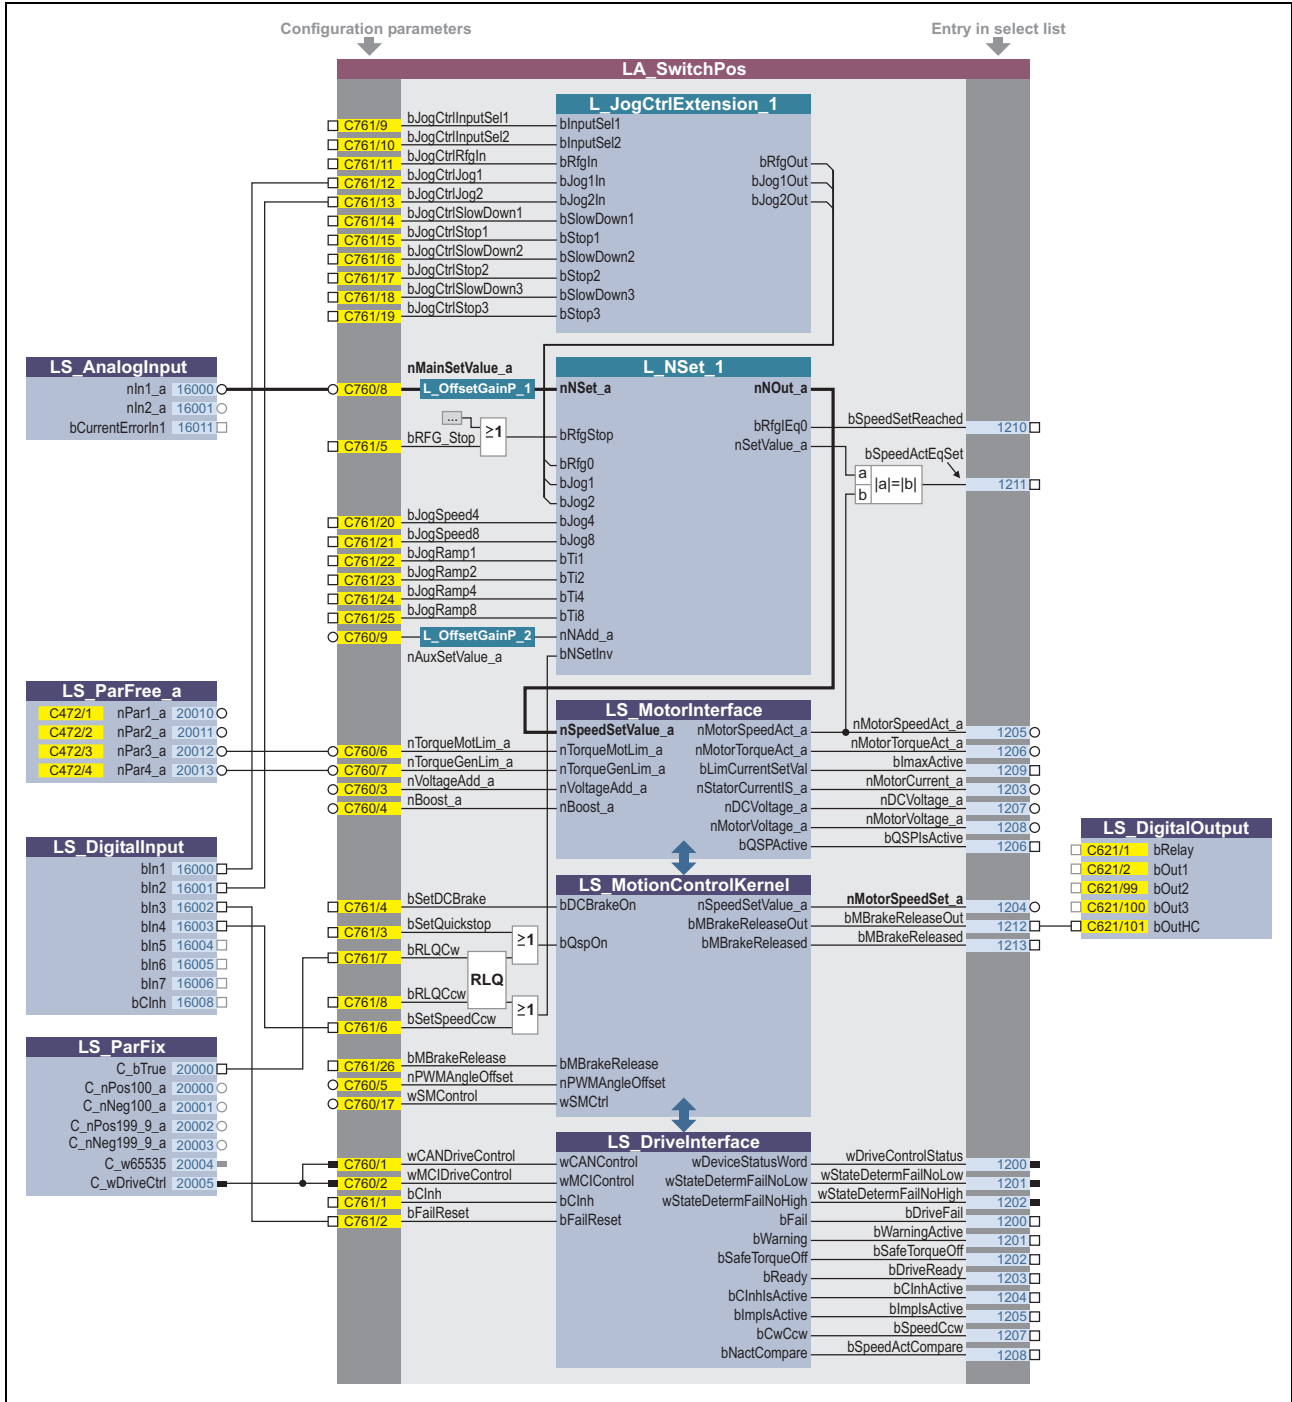 Configuration parameters
Entry in select list
LA_SwitchPos
L_JogCtrlExtension_1
C761/9 bJogCtrlInputSel1 bInputSel1
C761/10 bJogCtrlInputSel2 bInputSel2
C761/11 bJogCtrlRfgIn bRfgIn bRfgOut
C761/12 bJogCtrlJog1 bJog1In bJog1Out
C761/13 bJogCtrlJog2 bJog2In bJog2Out
C761/14 bJogCtrlSlowDown1 bSlowDown1
C761/15 bJogCtrlStop1 bStop1
C761/16 bJogCtrlSlowDown2 bSlowDown2
C761/17 bJogCtrlStop2 bStop2
C761/18 bJogCtrlSlowDown3 bSlowDown3
C761/19 bJogCtrlStop3 bStop3
LS_AnalogInput
nIn1_a 16000
nIn2_a 16001
bCurrentErrorIn1 16011
nMainSetValue_a
L_NSet_1
C760/8 L_OffsetGainP_1 nNSet_a nNOut_a
...
≥1
C761/5 bRFG_Stop bRfgStop
bRfgIEq0 bSpeedSetReached 1210
nSetValue_a
bSpeedActEqSet
a
b
|a|=|b|
1211
bRfg0
bJog1
bJog2
C761/20 bJogSpeed4 bJog4
C761/21 bJogSpeed8 bJog8
C761/22 bJogRamp1 bTi1
C761/23 bJogRamp2 bTi2
C761/24 bJogRamp4 bTi4
C761/25 bJogRamp8 bTi8
C760/9 L_OffsetGainP_2 nNAdd_a
nAuxSetValue_a
bNSetInv
LS_ParFree_a
C472/1 nPar1_a 20010
C472/2 nPar2_a 20011
C472/3 nPar3_a 20012
C472/4 nPar4_a 20013
LS_MotorInterface
nSpeedSetValue_a nMotorSpeedAct_a nMotorSpeedAct_a 1205
C760/6 nTorqueMotLim_a nTorqueMotLim_a nMotorTorqueAct_a nMotorTorqueAct_a 1206
C760/7 nTorqueGenLim_a nTorqueGenLim_a bLimCurrentSetVal bImaxActive 1209
C760/3 nVoltageAdd_a nVoltageAdd_a nStatorCurrentIS_a nMotorCurrent_a 1203
C760/4 nBoost_a nBoost_a nDCVoltage_a nDCVoltage_a 1207
nMotorVoltage_a nMotorVoltage_a 1208
bQSPActive bQSPIsActive 1206
LS_DigitalInput
bIn1 16000
bIn2 16001
bIn3 16002
bIn4 16003
bIn5 16004
bIn6 16005
bIn7 16006
bCInh 16008
LS_DigitalOutput
C621/1 bRelay
C621/2 bOut1
C621/99 bOut2
C621/100 bOut3
C621/101 bOutHC
LS_MotionControlKernel
C761/4 bSetDCBrake bDCBrakeOn nSpeedSetValue_a nMotorSpeedSet_a 1204
bMBrakeReleaseOut bMBrakeReleaseOut 1212
C761/3 bSetQuickstop
≥1
bQspOn bMBrakeReleased bMBrakeReleased 1213
C761/7 bRLQCw
RLQ
C761/8 bRLQCcw
≥1
C761/6 bSetSpeedCcw
C761/26 bMBrakeRelease bMBrakeRelease
C760/5 nPWMAngleOffset nPWMAngleOffset
C760/17 wSMControl wSMCtrl
LS_ParFix
C_bTrue 20000
C_nPos100_a 20000
C_nNeg100_a 20001
C_nPos199_9_a 20002
C_nNeg199_9_a 20003
C_w65535 20004
C_wDriveCtrl 20005
LS_DriveInterface
C760/1 wCANDriveControl wCANControl wDeviceStatusWord wDriveControlStatus 1200
C760/2 wMCIDriveControl wMCIControl wStateDetermFailNoLow wStateDetermFailNoLow 1201
C761/1 bCInh bCInh wStateDetermFailNoHigh wStateDetermFailNoHigh 1202
C761/2 bFailReset bFailReset bFail bDriveFail 1200
bWarning bWarningActive 1201
bSafeTorqueOff bSafeTorqueOff 1202
bReady bDriveReady 1203
bCInhIsActive bCInhActive 1204
bImpIsActive bImpIsActive 1205
bCwCcw bSpeedCcw 1207
bNactCompare bSpeedActCompare 1208